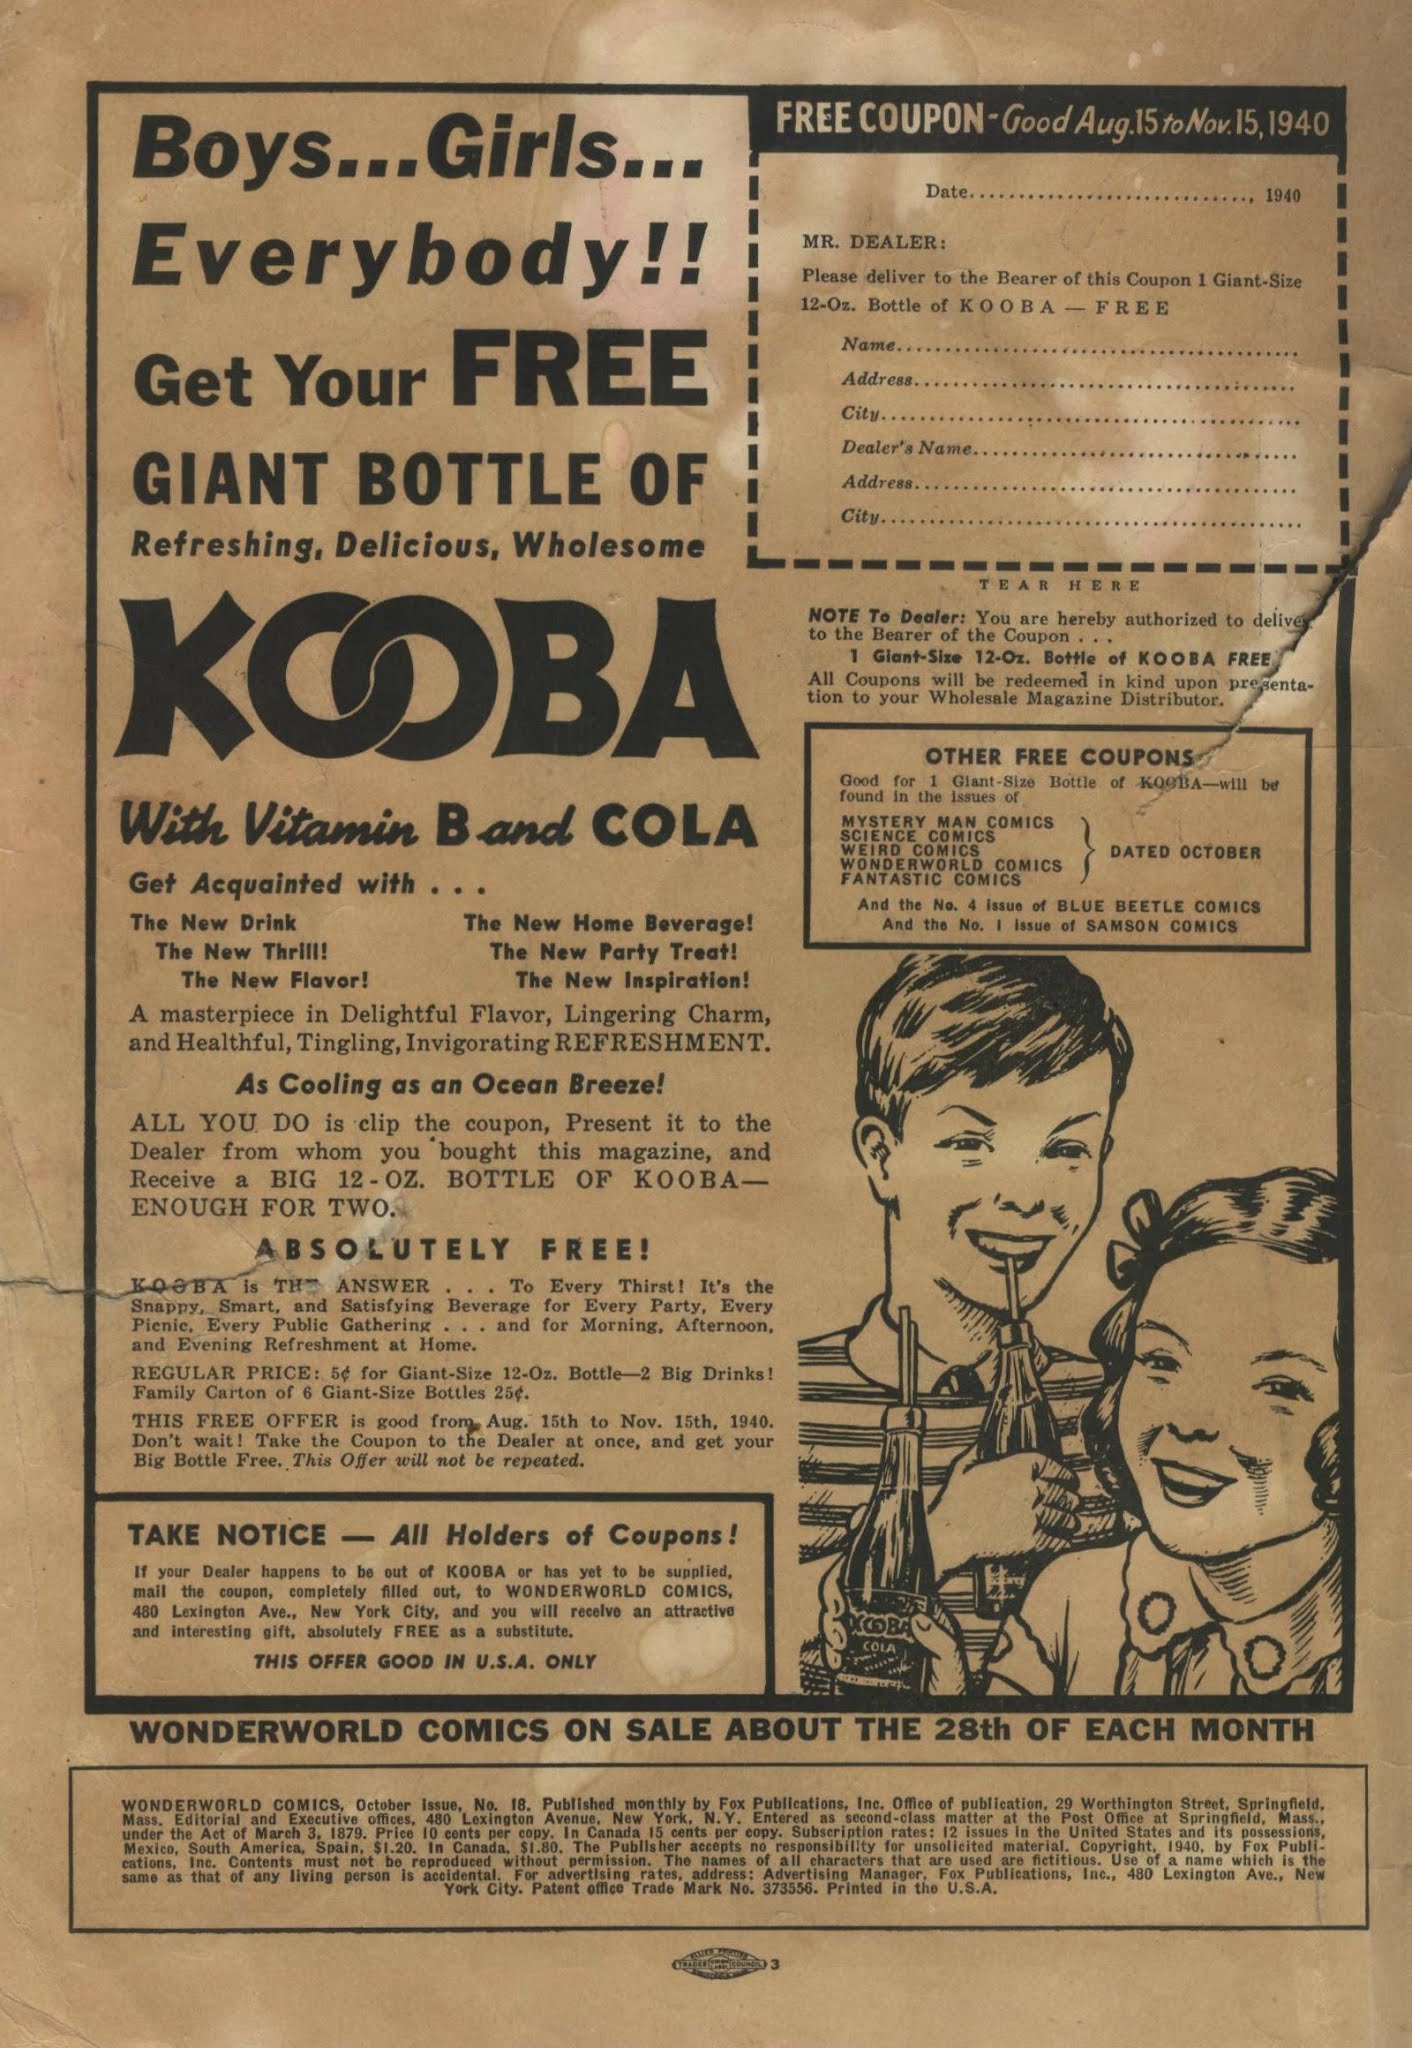 Boys...Girls...
Everybody!!
Get Your FREE
GIANT BOTTLE OF
Refreshing, Delicious, Wholesome
KOOBA
With Vitamin B and COLA
Get Acquainted with . . .
The New Drink
The New Thrill!
The New Flavor!
The New Home Beverage!
The New Party Treat!
The New Inspiration!
A masterpiece in Delightful Flavor, Lingering Charm,
and Healthful, Tingling, Invigorating REFRESHMENT.
As Cooling as an Ocean Breeze!
ALL YOU DO is clip the coupon, Present it to the
Dealer from whom you bought this magazine, and
Receive a BIG 12-OZ. BOTTLE OF KOOBA—
ENOUGH FOR TWO.
ABSOLUTELY FREE!
KOOBA is THE ANSWER . . . To Every Thirst! It's the
Snappy, Smart, and Satisfying Beverage for Every Party, Every
Picnic, Every Public Gathering . . . and for Morning, Afternoon,
and Evening Refreshment at Home.
REGULAR PRICE: 5¢ for Giant-Size 12-Oz. Bottle—2 Big Drinks!
Family Carton of 6 Giant-Size Bottles 25¢.
THIS FREE OFFER is good from Aug. 15th to Nov. 15th, 1940.
Don't wait! Take the Coupon to the Dealer at once, and get your
Big Bottle Free. This Offer will not be repeated.
TAKE NOTICE — All Holders of Coupons!
If your Dealer happens to be out of KOOBA or has yet to be supplied,
mail the coupon, completely filled out, to WONDERWORLD COMICS,
480 Lexington Ave., New York City, and you will receive an attractive
and interesting gift, absolutely FREE as a substitute.
THIS OFFER GOOD IN U.S.A. ONLY
FREE COUPON - Good Aug. 15 to Nov. 15, 1940
Date............................., 1940
MR. DEALER:
Please deliver to the Bearer of this Coupon 1 Giant-Size
12-Oz. Bottle of KOOBA — FREE
Name..........................................
Address.......................................
City...........................................
Dealer's Name..................................
Address.......................................
City...........................................
TEAR HERE
NOTE To Dealer: You are hereby authorized to deliver
to the Bearer of the Coupon . . .
1 Giant-Size 12-Oz. Bottle of KOOBA FREE
All Coupons will be redeemed in kind upon presenta-
tion to your Wholesale Magazine Distributor.
OTHER FREE COUPONS
Good for 1 Giant-Size Bottle of KOOBA—will be
found in the issues of
MYSTERY MAN COMICS
SCIENCE COMICS
WEIRD COMICS
WONDERWORLD COMICS
FANTASTIC COMICS
DATED OCTOBER
And the No. 4 issue of BLUE BEETLE COMICS
And the No. 1 issue of SAMSON COMICS
KOOBA
COLA
WONDERWORLD COMICS ON SALE ABOUT THE 28th OF EACH MONTH
WONDERWORLD COMICS, October issue, No. 18. Published monthly by Fox Publications, Inc. Office of publication, 29 Worthington Street, Springfield,
Mass. Editorial and Executive offices, 480 Lexington Avenue, New York, N.Y. Entered as second-class matter at the Post Office at Springfield, Mass.,
under the Act of March 3, 1879. Price 10 cents per copy. In Canada 15 cents per copy. Subscription rates: 12 issues in the United States and its possessions,
Mexico, South America, Spain, $1.20. In Canada, $1.80. The Publisher accepts no responsibility for unsolicited material. Copyright, 1940, by Fox Publi-
cations, Inc. Contents must not be reproduced without permission. The names of all characters that are used are fictitious. Use of a name which is the
same as that of any living person is accidental. For advertising rates, address: Advertising Manager, Fox Publications, Inc., 480 Lexington Ave., New
York City. Patent office Trade Mark No. 373556. Printed in the U.S.A.
ALLIED PRINTING
TRADES UNION LABEL COUNCIL
3